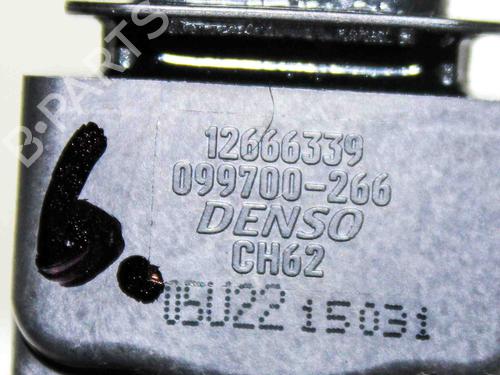 12666339
099700-266
DENSO
CH62
05U22 15031
6.
B-PARTS